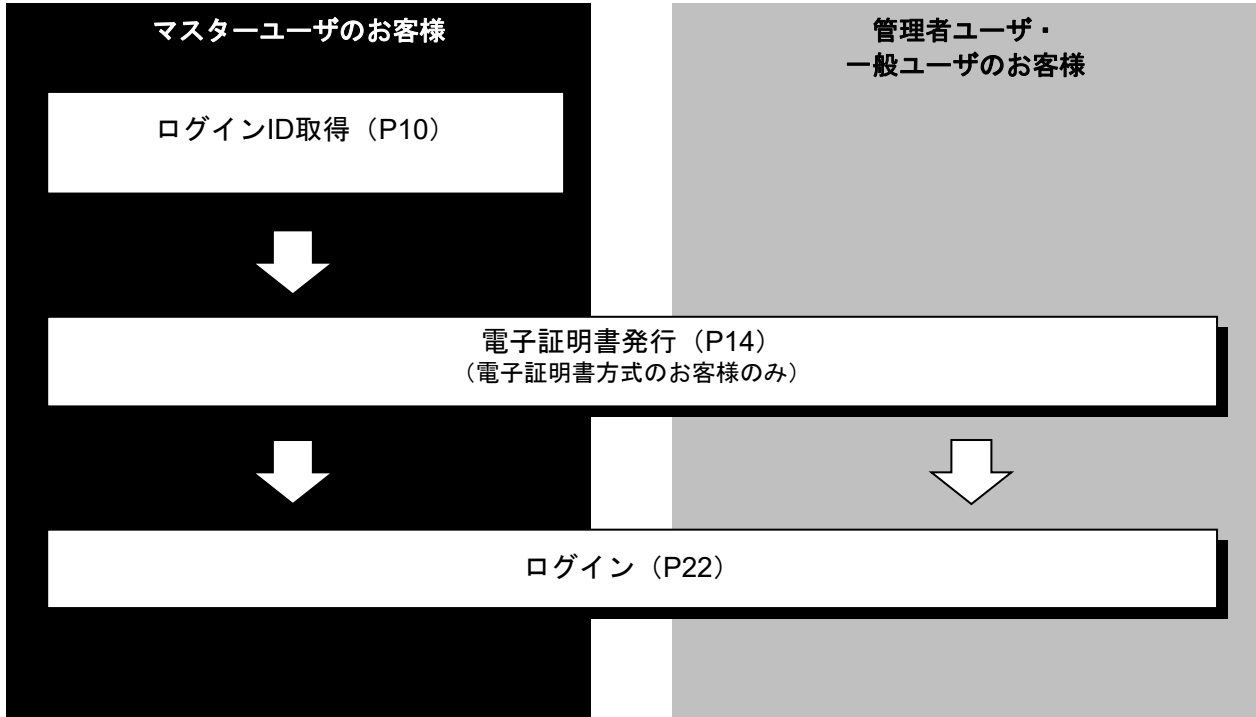 マスターユーザのお客様
管理者ユーザ・
一般ユーザのお客様
ログインID取得（P10）
電子証明書発行（P14）
（電子証明書方式のお客様のみ）
ログイン（P22）